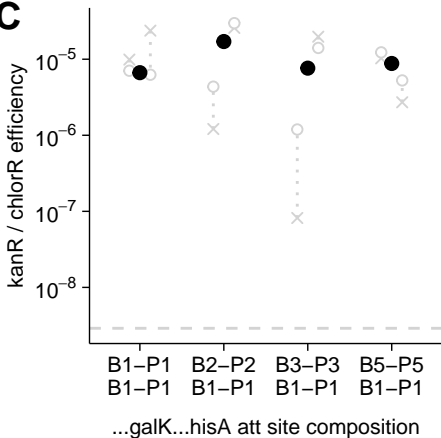 C
kanR / chlorR efficiency
10−5
10−6
10−7
10−8
B1−P1 B2−P2 B3−P3 B5−P5
B1−P1 B1−P1 B1−P1 B1−P1
...galK...hisA att site composition